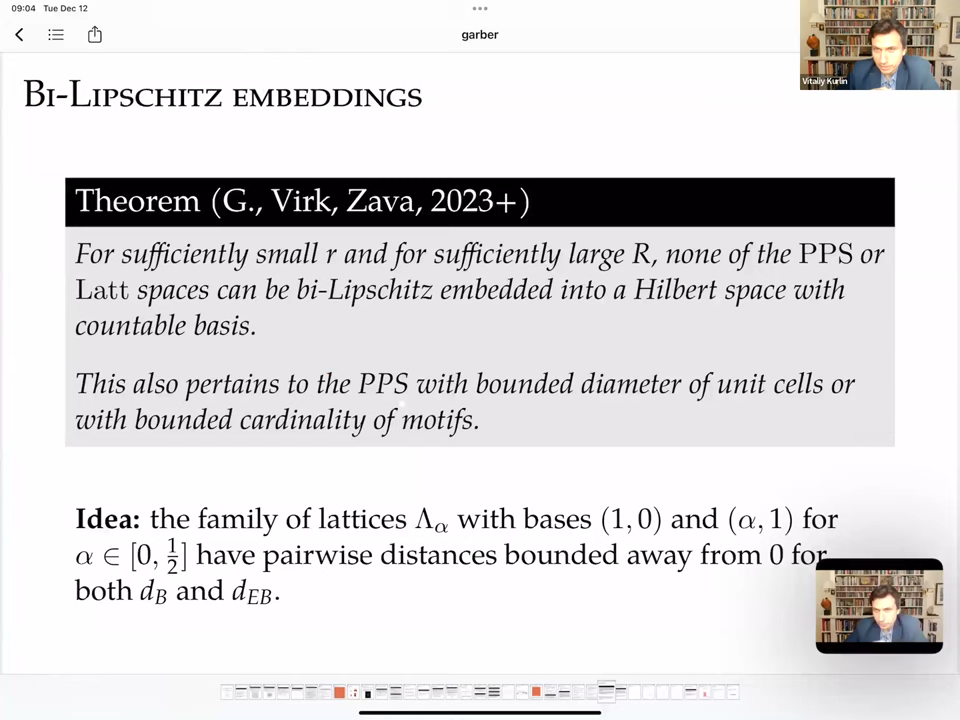 09:04 Tue Dec 12
garber
Vitaliy Kurlin
BI-LIPSCHITZ EMBEDDINGS
Theorem (G., Virk, Zava, 2023+)
For sufficiently small r and for sufficiently large R, none of the PPS or
Latt spaces can be bi-Lipschitz embedded into a Hilbert space with
countable basis.
This also pertains to the PPS with bounded diameter of unit cells or
with bounded cardinality of motifs.
Idea: the family of lattices Λα with bases (1, 0) and (α, 1) for
α ∈ [0, 1/2] have pairwise distances bounded away from 0 for
both dB and dEB.